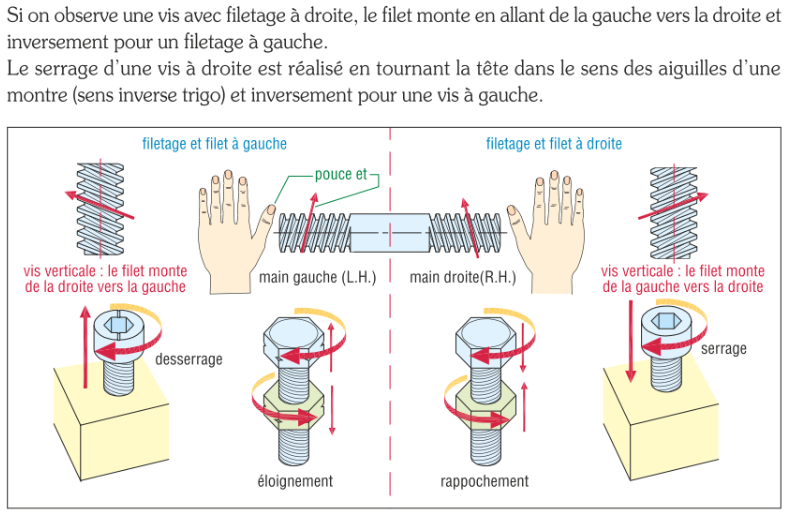 Si on observe une vis avec filetage à droite, le filet monte en allant de la gauche vers la droite et
inversement pour un filetage à gauche.
Le serrage d'une vis à droite est réalisé en tournant la tête dans le sens des aiguilles d'une
montre (sens inverse trigo) et inversement pour une vis à gauche.
filetage et filet à gauche
filetage et filet à droite
pouce et
vis verticale : le filet monte
de la droite vers la gauche
main gauche (L.H.)
main droite(R.H.)
vis verticale : le filet monte
de la gauche vers la droite
desserrage
serrage
éloignement
rappochement